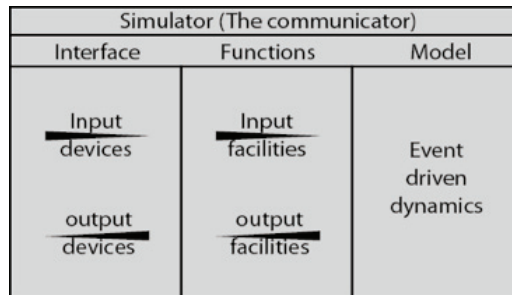 Simulator (The communicator)
Interface
Functions
Model
Input
devices
output
devices
Input
facilities
output
facilities
Event
driven
dynamics